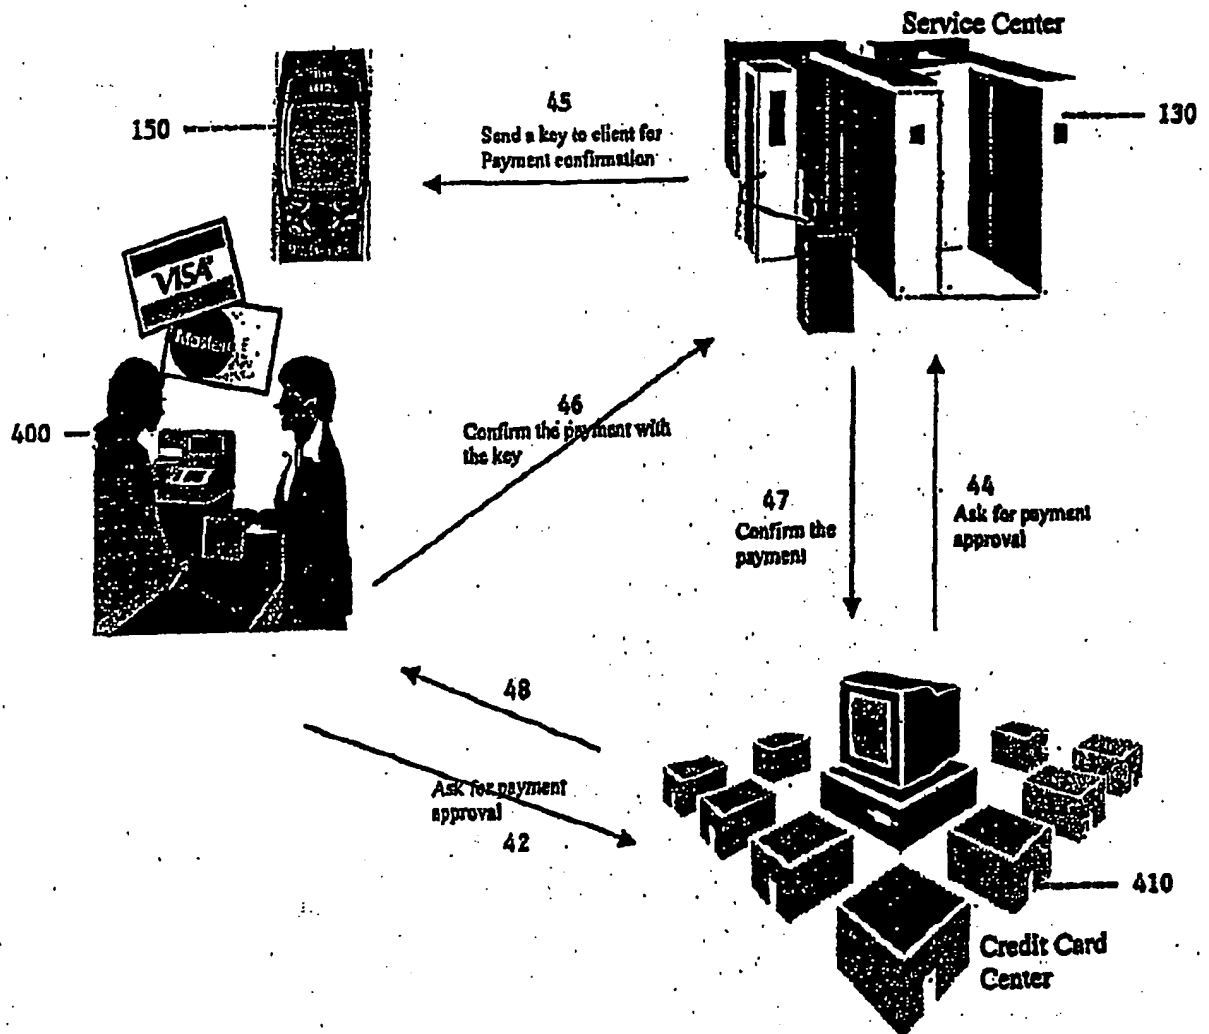 Service Center
150
45
Send a key to client for
Payment confirmation
130
VISA
400
46
Confirm the payment with
the key
47
Confirm the
payment
44
Ask for payment
approval
48
Ask for payment
approval
42
410
Credit Card
Center